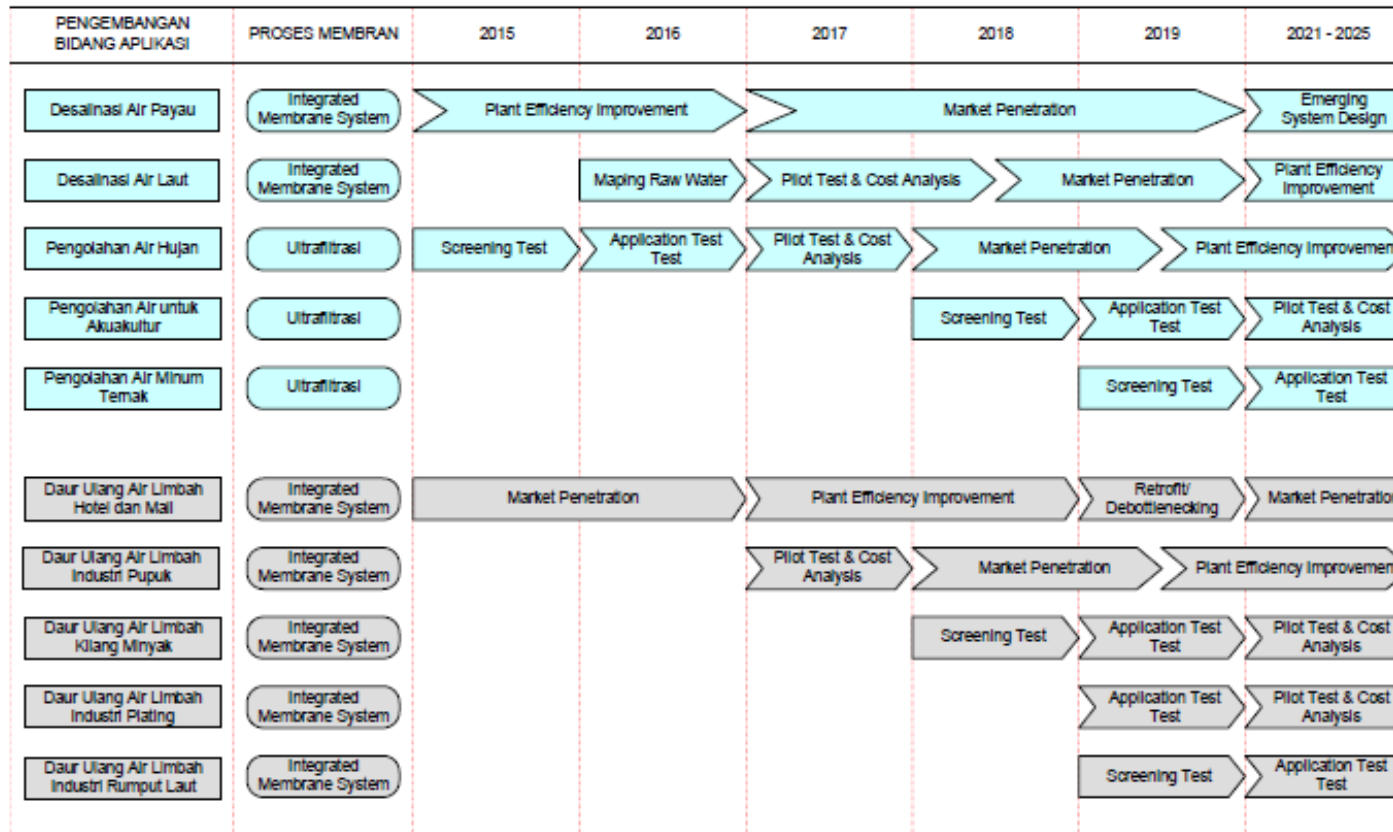 PENGEMBANGAN
BIDANG APLIKASI
PROSES MEMBRAN
2015
2016
2017
2018
2019
2021 - 2025
Desalinasi Air Payau
Integrated
Membrane System
Plant Efficiency Improvement
Market Penetration
Emerging
System Design
Desalinasi Air Laut
Integrated
Membrane System
Maping Raw Water
Pilot Test & Cost Analysis
Market Penetration
Plant Efficiency
Improvement
Pengolahan Air Hujan
Ultrafiltrasi
Screening Test
Application Test
Test
Pilot Test & Cost
Analysis
Market Penetration
Plant Efficiency Improvemen
Pengolahan Air untuk
Akuakultur
Ultrafiltrasi
Screening Test
Application Test
Test
Pilot Test & Cost
Analysis
Pengolahan Air Minum
Ternak
Ultrafiltrasi
Screening Test
Application Test
Test
Daur Ulang Air Limbah
Hotel dan Mall
Integrated
Membrane System
Market Penetration
Plant Efficiency Improvement
Retrofit/
Debottlenecking
Market Penetration
Daur Ulang Air Limbah
Industri Pupuk
Integrated
Membrane System
Pilot Test & Cost
Analysis
Market Penetration
Plant Efficiency Improvemen
Daur Ulang Air Limbah
Kilang Minyak
Integrated
Membrane System
Screening Test
Application Test
Test
Pilot Test & Cost
Analysis
Daur Ulang Air Limbah
Industri Plating
Integrated
Membrane System
Application Test
Test
Pilot Test & Cost
Analysis
Daur Ulang Air Limbah
Industri Rumput Laut
Integrated
Membrane System
Screening Test
Application Test
Test